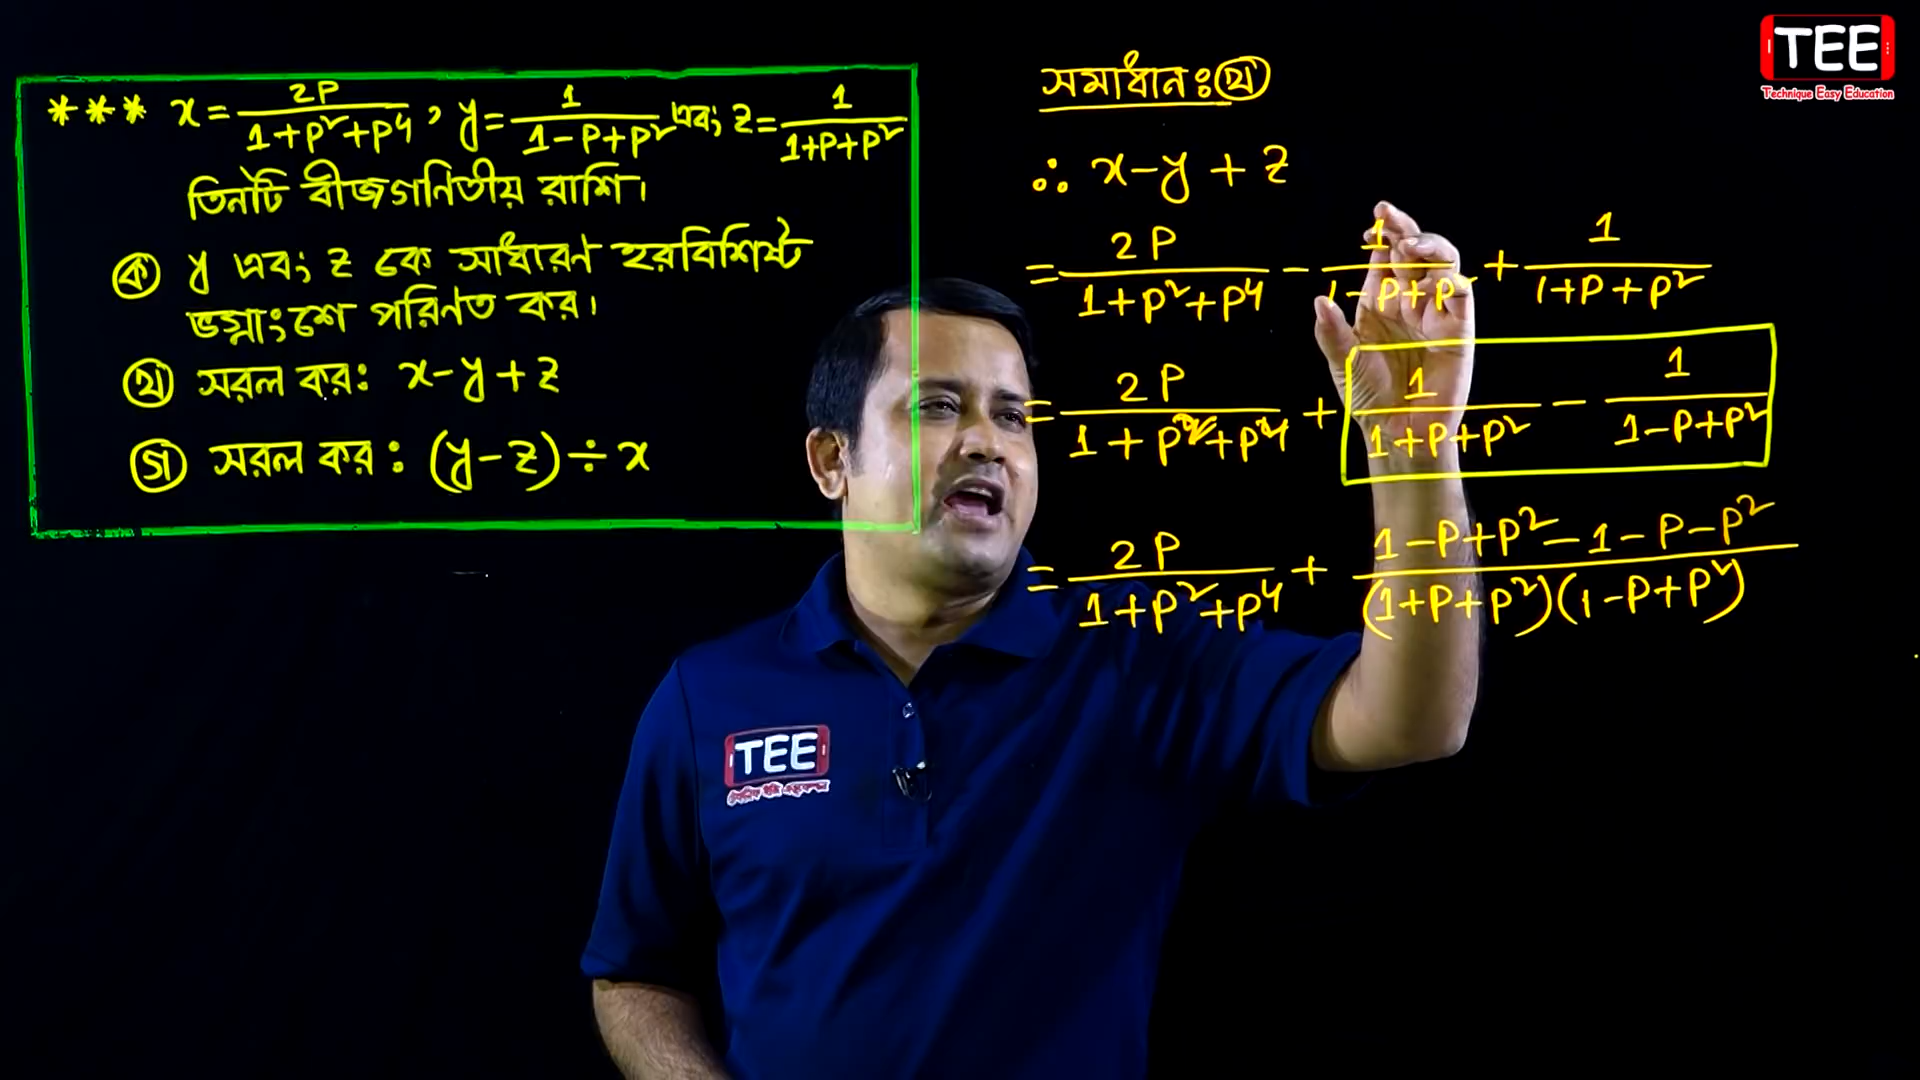 *** x = 2P/(1+P²+P⁴), y = 1/(1-P+P²) এবং z = 1/(1+P+P²)
তিনটি বীজগনিতীয় রাশি।
ক y এবং z কে সাধারণ হরবিশিষ্ট
ভগ্নাংশে পরিণত কর।
খ সরল কর: x-y+z
গ সরল কর: (y-z)÷x
সমাধান: খ
∴ x-y+z
= 2P/(1+P²+P⁴) - 1/(1-P+P²) + 1/(1+P+P²)
= 2P/(1+P²+P⁴) + 1/(1+P+P²) - 1/(1-P+P²)
= 2P/(1+P²+P⁴) + (1-P+P²-1-P-P²)/((1+P+P²)(1-P+P²))
TEE
Technique Easy Education
TEE